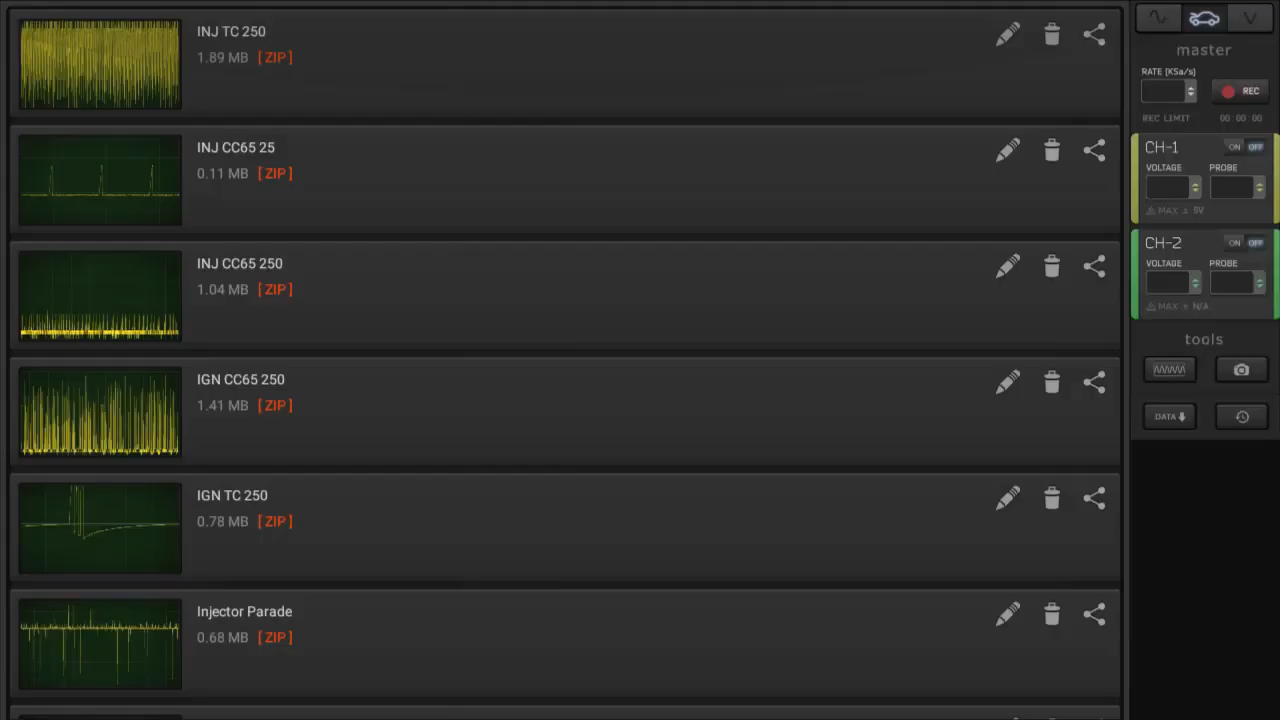 INJ TC 250
1.89 MB [ZIP]
INJ CC65 25
0.11 MB [ZIP]
INJ CC65 250
1.04 MB [ZIP]
IGN CC65 250
1.41 MB [ZIP]
IGN TC 250
0.78 MB [ZIP]
Injector Parade
0.68 MB [ZIP]
master
RATE [KSa/s]
REC
REC LIMIT 00:00:00
CH-1 ON OFF
VOLTAGE PROBE
MAX ± 9V
CH-2 ON OFF
VOLTAGE PROBE
MAX ± N/A
tools
DATA